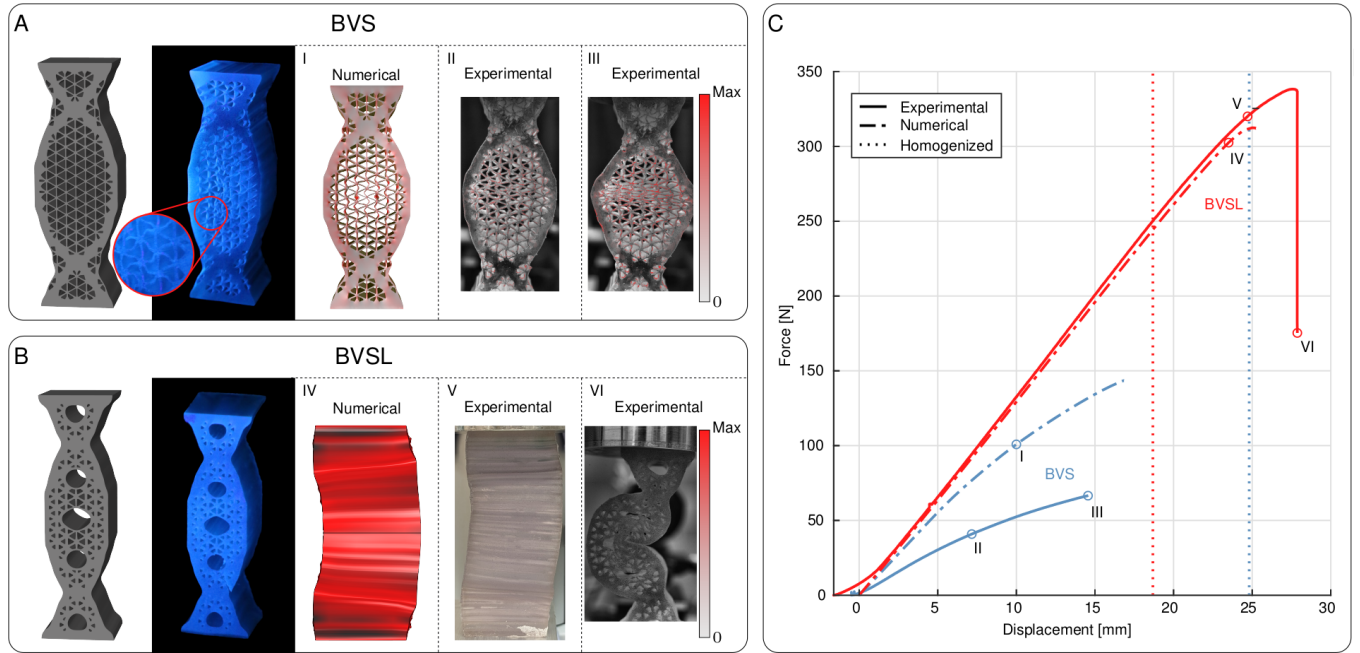 A
BVS
I
Numerical
II
Experimental
III
Experimental
Max
0
B
BVSL
IV
Numerical
V
Experimental
VI
Experimental
Max
0
C
350
300
250
200
150
100
50
0
Force [N]
0
5
10
15
20
25
30
Displacement [mm]
Experimental
Numerical
Homogenized
V
IV
BVSL
VI
I
BVS
III
II